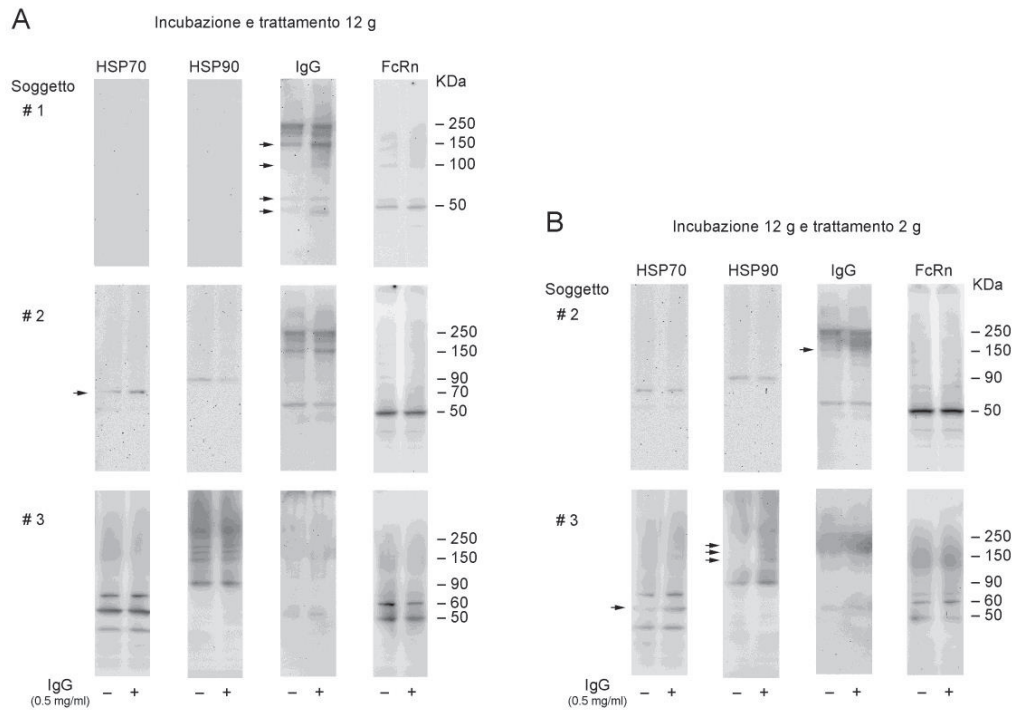 A
Incubazione e trattamento 12 g
HSP70 HSP90 IgG FcRn
KDa
Soggetto
# 1
– 250
– 150
– 100
– 50
# 2
– 250
– 150
– 90
– 70
– 50
# 3
– 250
– 150
– 90
– 60
– 50
IgG – + – + – + – +
(0.5 mg/ml)
B
Incubazione 12 g e trattamento 2 g
HSP70 HSP90 IgG FcRn
KDa
Soggetto
# 2
– 250
– 150
– 90
– 50
# 3
– 250
– 150
– 90
– 60
– 50
IgG – + – + – + – +
(0.5 mg/ml)